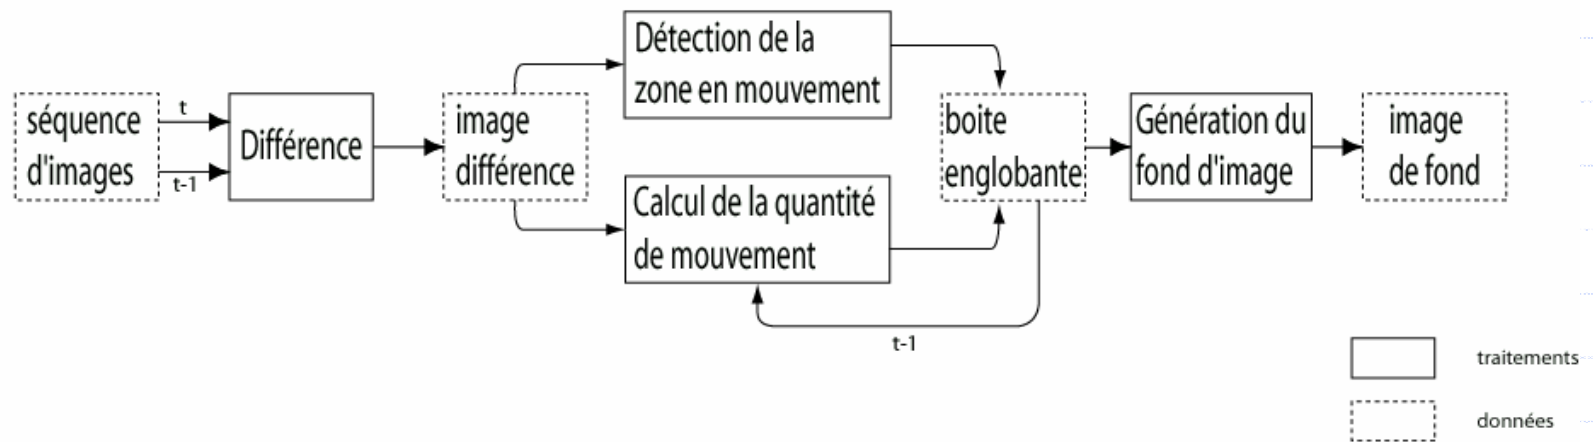 séquence
d'images
t
t-1
Différence
image
différence
Détection de la
zone en mouvement
Calcul de la quantité
de mouvement
t-1
boite
englobante
Génération du
fond d'image
image
de fond
traitements
données